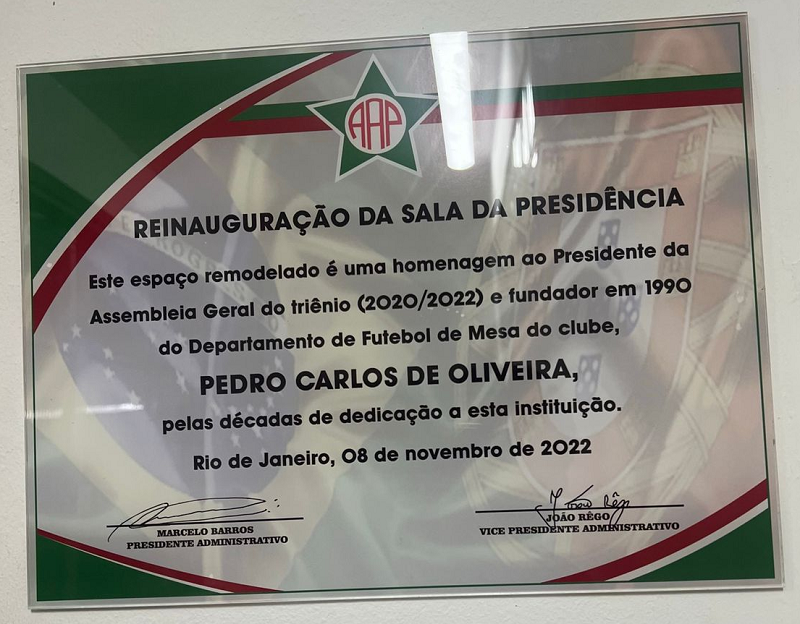 AAP
REINAUGURAÇÃO DA SALA DA PRESIDÊNCIA
Este espaço remodelado é uma homenagem ao Presidente da
Assembleia Geral do triênio (2020/2022) e fundador em 1990
do Departamento de Futebol de Mesa do clube,
PEDRO CARLOS DE OLIVEIRA,
pelas décadas de dedicação a esta instituição.
Rio de Janeiro, 08 de novembro de 2022
MARCELO BARROS
PRESIDENTE ADMINISTRATIVO
JOÃO RÊGO
VICE PRESIDENTE ADMINISTRATIVO